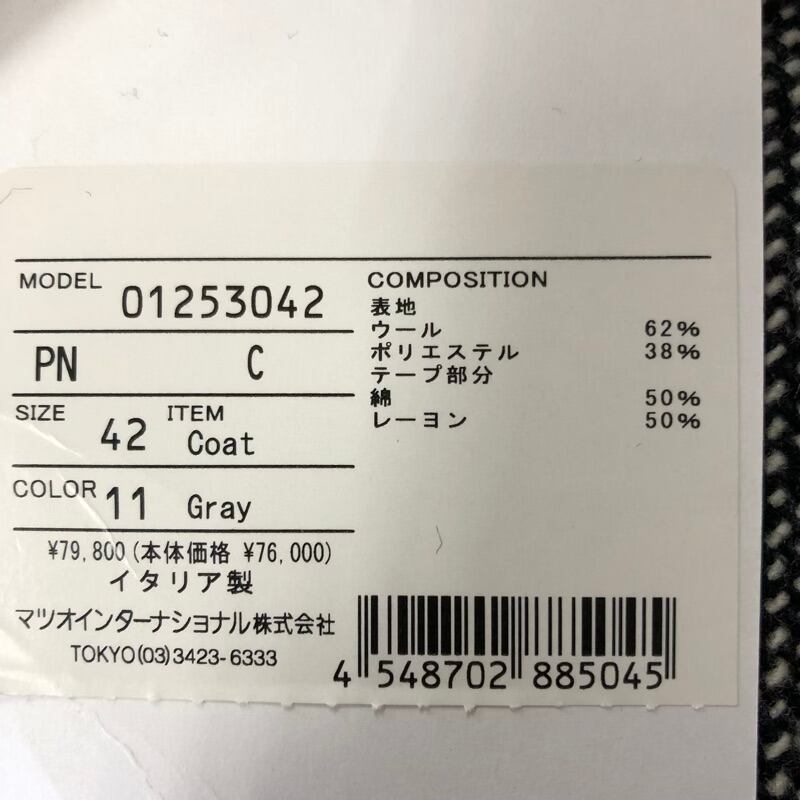 MODEL 01253042
PN C
SIZE 42 ITEM Coat
COLOR 11 Gray
¥79,800(本体価格 ¥76,000)
イタリア製
マツオインターナショナル株式会社
TOKYO(03)3423-6333
COMPOSITION
表地
ウール 62%
ポリエステル 38%
テープ部分
綿 50%
レーヨン 50%
4 548702 885045